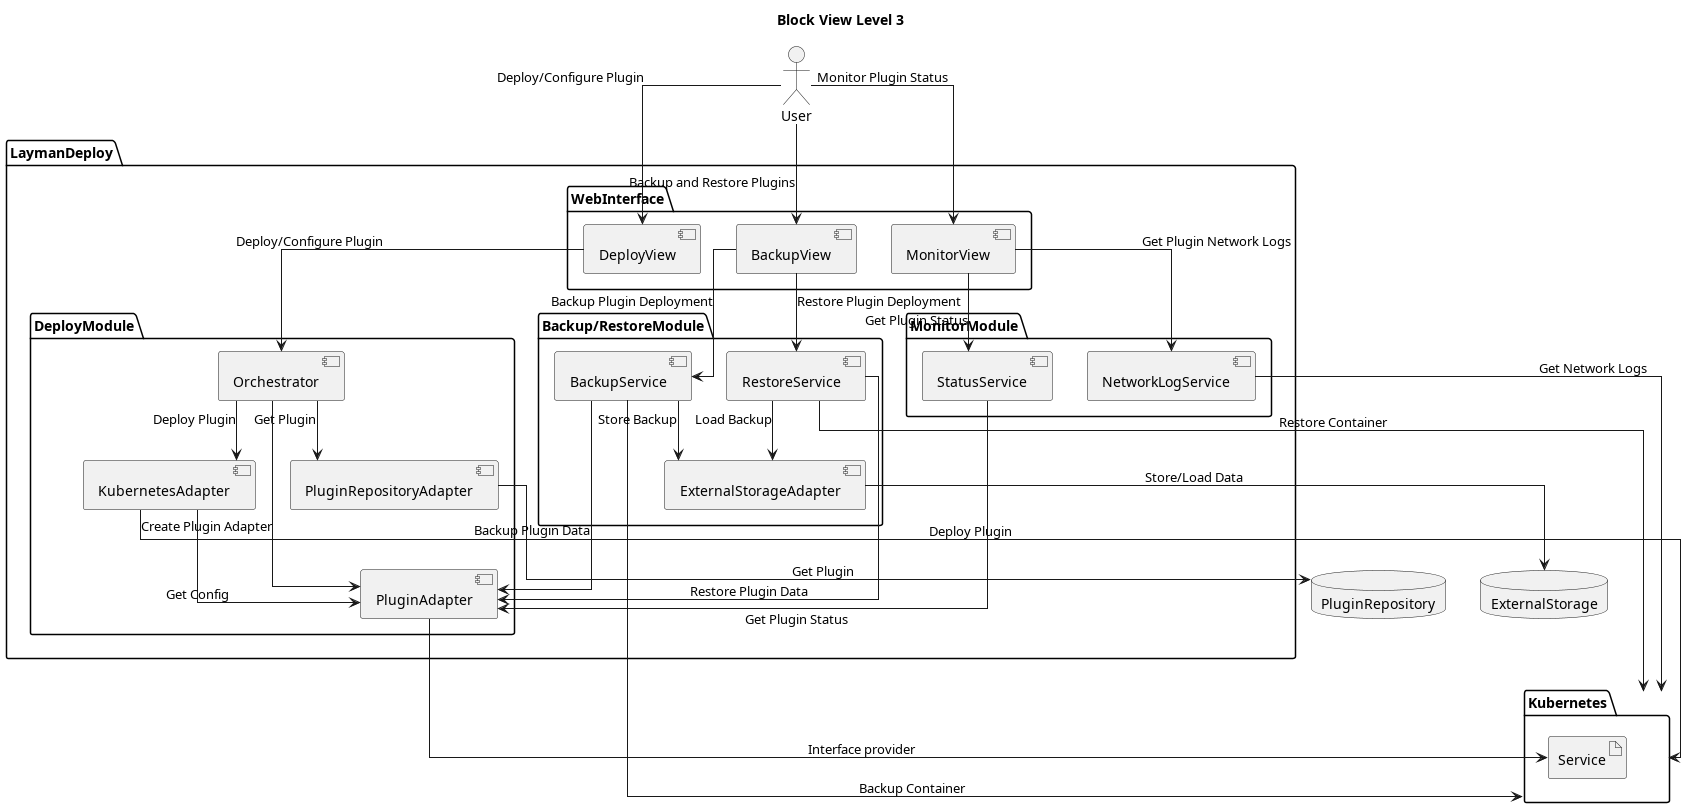 Block View Level 3
Deploy/Configure Plugin
Monitor Plugin Status
User
LaymanDeploy
Backup and Restore Plugins
WebInterface
Deploy/Configure Plugin
DeployView
BackupView
MonitorView
Get Plugin Network Logs
Backup Plugin Deployment
Restore Plugin Deployment
Get Plugin Status
DeployModule
Backup/RestoreModule
MonitorModule
Orchestrator
BackupService
RestoreService
StatusService
NetworkLogService
Get Network Logs
Deploy Plugin
Get Plugin
Store Backup
Load Backup
Restore Container
KubernetesAdapter
PluginRepositoryAdapter
ExternalStorageAdapter
Store/Load Data
Create Plugin Adapter
Backup Plugin Data
Deploy Plugin
Get Plugin
Get Config
PluginAdapter
Restore Plugin Data
Get Plugin Status
PluginRepository
ExternalStorage
Kubernetes
Interface provider
Service
Backup Container